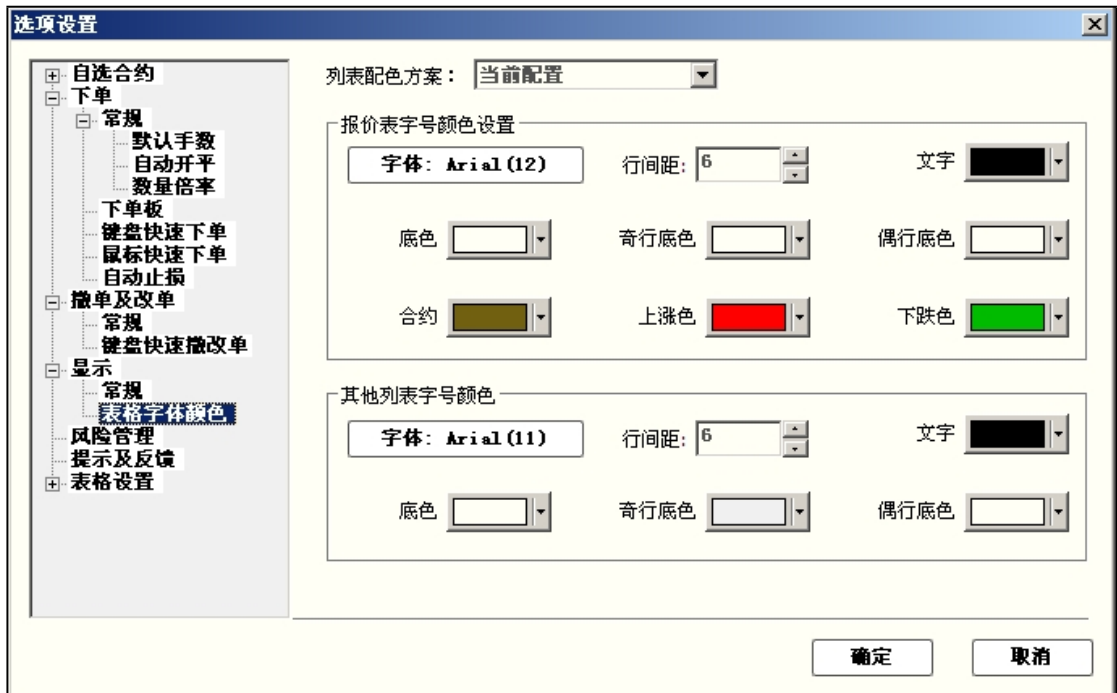 选项设置
自选合约
下单
常规
默认手数
自动开平
数量倍率
下单板
键盘快速下单
鼠标快速下单
自动止损
撤单及改单
常规
键盘快速撤改单
显示
常规
表格字体颜色
风险管理
提示及反馈
表格设置
列表配色方案： 当前配置
报价表字号颜色设置
字体: Arial(12) 行间距: 6 文字
底色 奇行底色 偶行底色
合约 上涨色 下跌色
其他列表字号颜色
字体: Arial(11) 行间距: 6 文字
底色 奇行底色 偶行底色
确定 取消